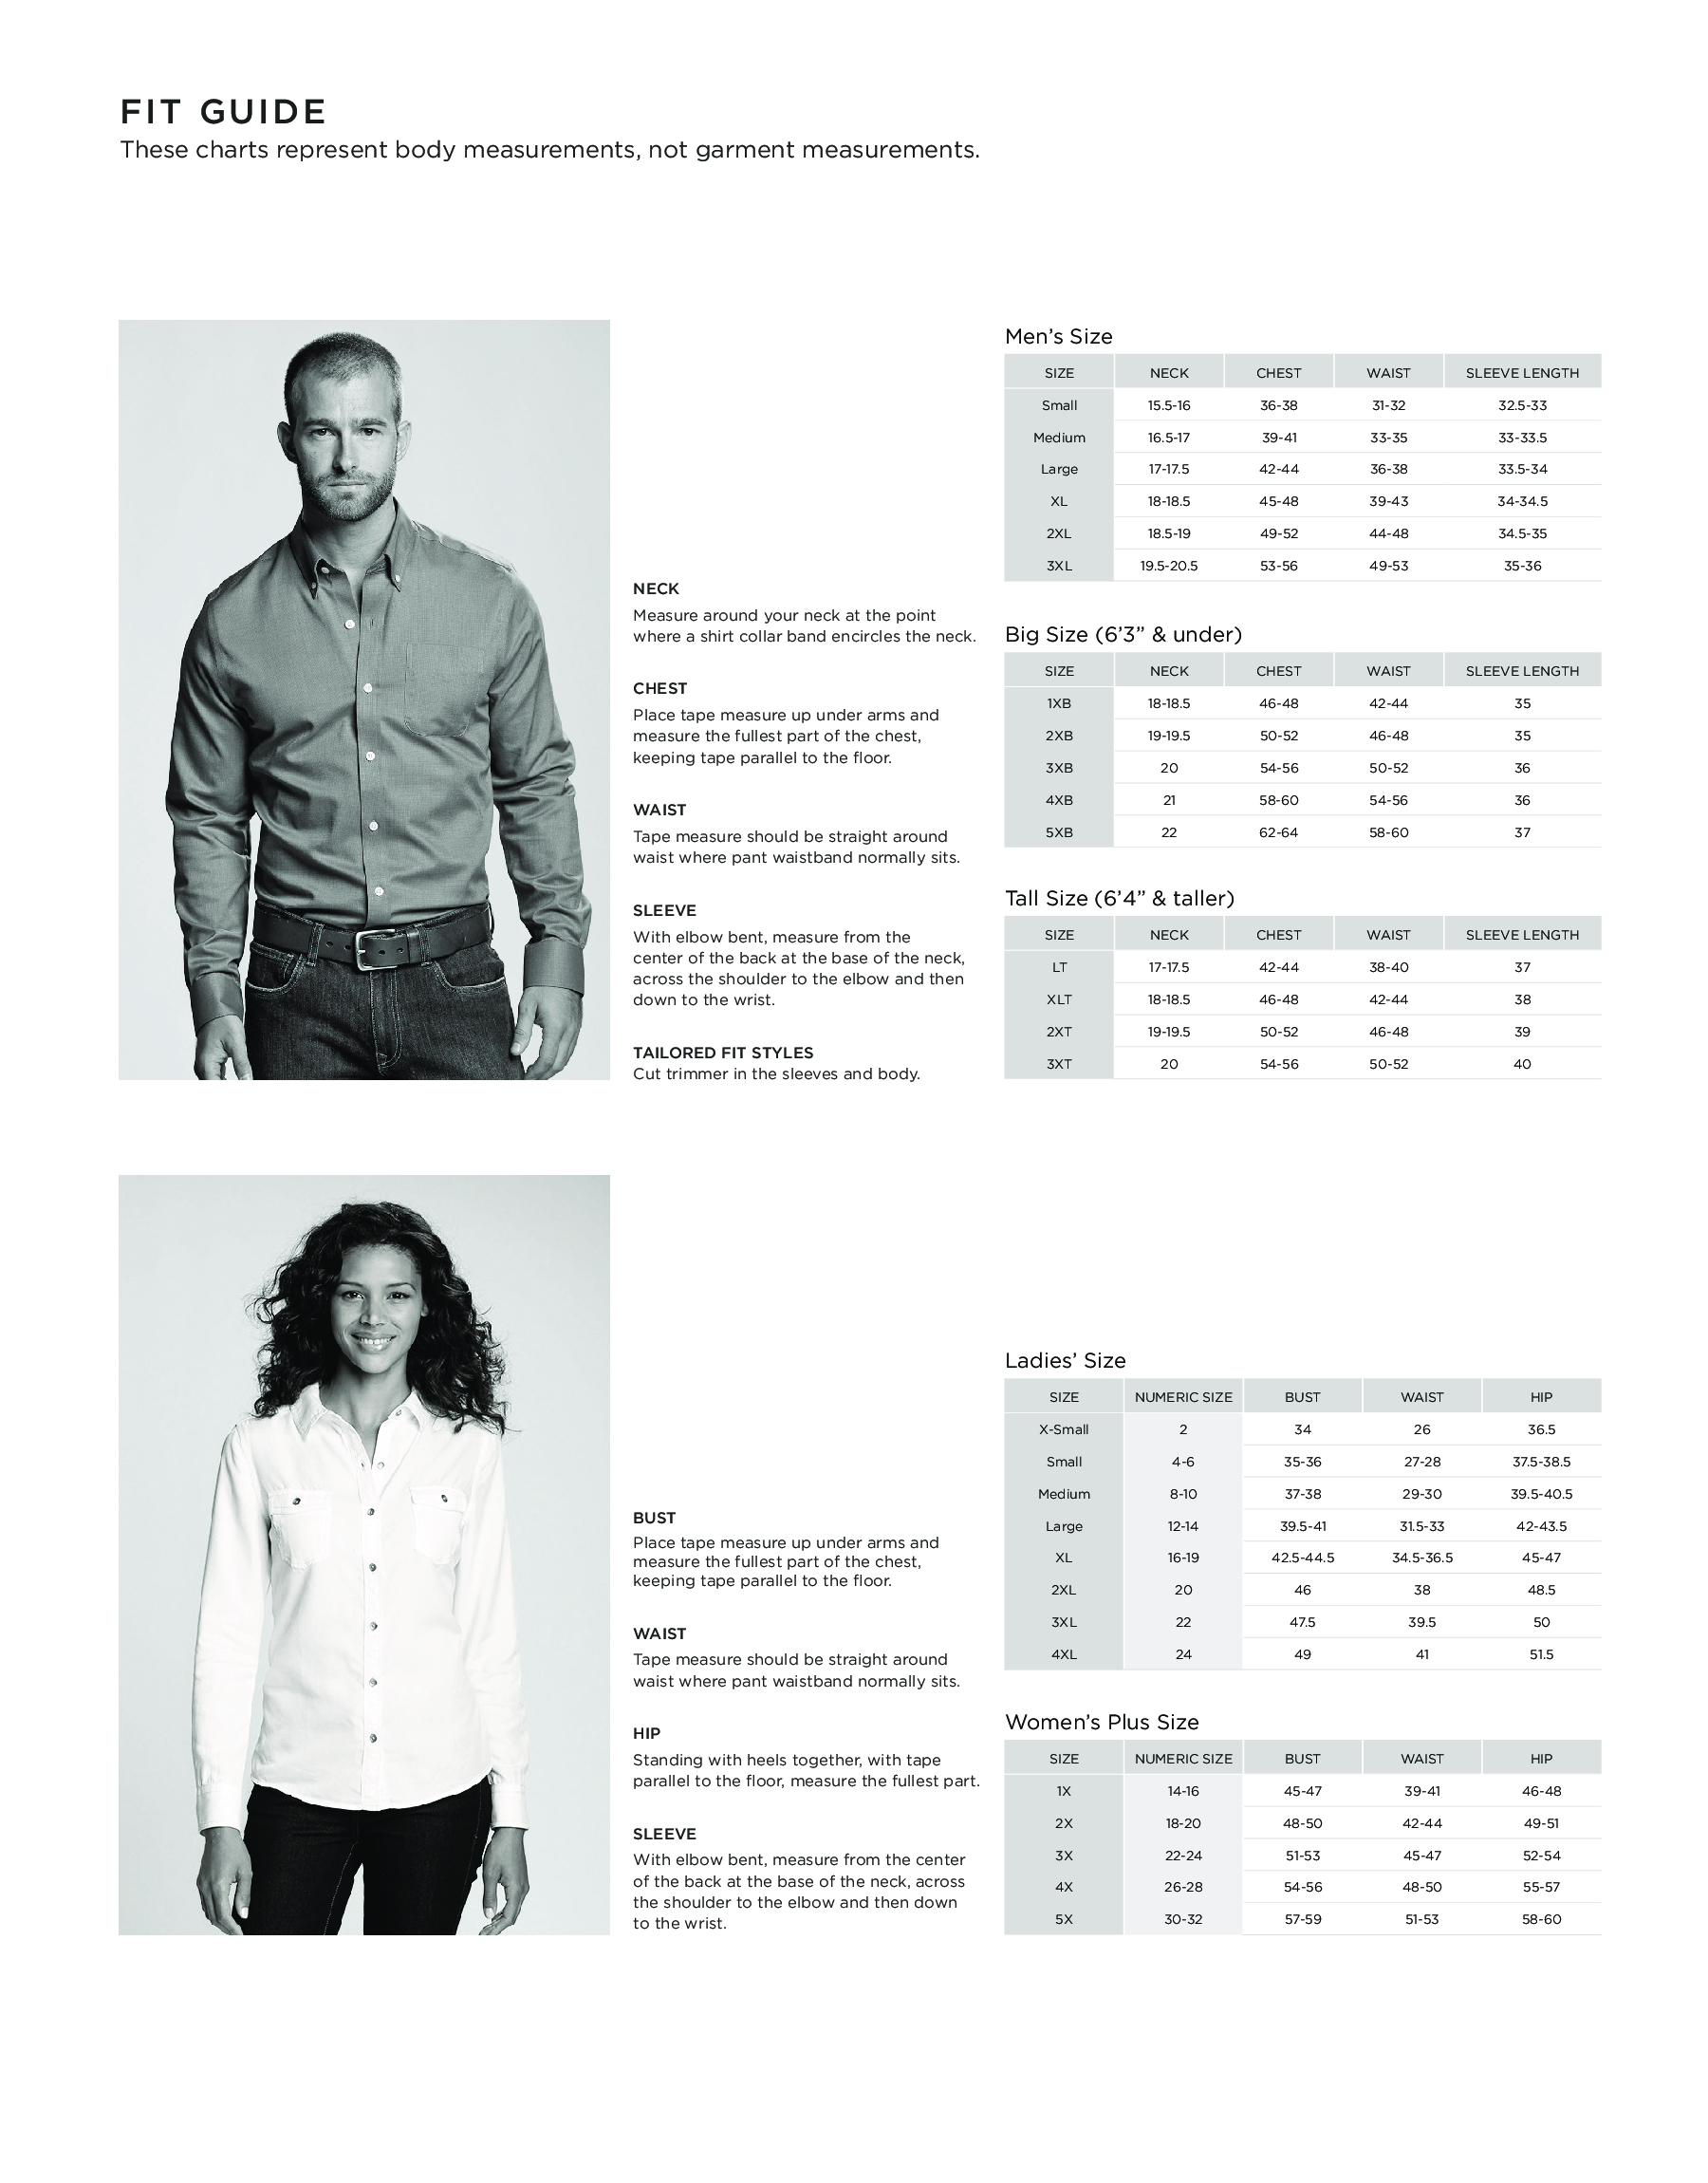 FIT GUIDE
These charts represent body measurements, not garment measurements.
NECK
Measure around your neck at the point
where a shirt collar band encircles the neck.
CHEST
Place tape measure up under arms and
measure the fullest part of the chest,
keeping tape parallel to the floor.
WAIST
Tape measure should be straight around
waist where pant waistband normally sits.
SLEEVE
With elbow bent, measure from the
center of the back at the base of the neck,
across the shoulder to the elbow and then
down to the wrist.
TAILORED FIT STYLES
Cut trimmer in the sleeves and body.
Men’s Size
SIZE NECK CHEST WAIST SLEEVE LENGTH
Small 15.5-16 36-38 31-32 32.5-33
Medium 16.5-17 39-41 33-35 33-33.5
Large 17-17.5 42-44 36-38 33.5-34
XL 18-18.5 45-48 39-43 34-34.5
2XL 18.5-19 49-52 44-48 34.5-35
3XL 19.5-20.5 53-56 49-53 35-36
Big Size (6’3” & under)
SIZE NECK CHEST WAIST SLEEVE LENGTH
1XB 18-18.5 46-48 42-44 35
2XB 19-19.5 50-52 46-48 35
3XB 20 54-56 50-52 36
4XB 21 58-60 54-56 36
5XB 22 62-64 58-60 37
Tall Size (6’4” & taller)
SIZE NECK CHEST WAIST SLEEVE LENGTH
LT 17-17.5 42-44 38-40 37
XLT 18-18.5 46-48 42-44 38
2XT 19-19.5 50-52 46-48 39
3XT 20 54-56 50-52 40
BUST
Place tape measure up under arms and
measure the fullest part of the chest,
keeping tape parallel to the floor.
WAIST
Tape measure should be straight around
waist where pant waistband normally sits.
HIP
Standing with heels together, with tape
parallel to the floor, measure the fullest part.
SLEEVE
With elbow bent, measure from the center
of the back at the base of the neck, across
the shoulder to the elbow and then down
to the wrist.
Ladies’ Size
SIZE NUMERIC SIZE BUST WAIST HIP
X-Small 2 34 26 36.5
Small 4-6 35-36 27-28 37.5-38.5
Medium 8-10 37-38 29-30 39.5-40.5
Large 12-14 39.5-41 31.5-33 42-43.5
XL 16-19 42.5-44.5 34.5-36.5 45-47
2XL 20 46 38 48.5
3XL 22 47.5 39.5 50
4XL 24 49 41 51.5
Women’s Plus Size
SIZE NUMERIC SIZE BUST WAIST HIP
1X 14-16 45-47 39-41 46-48
2X 18-20 48-50 42-44 49-51
3X 22-24 51-53 45-47 52-54
4X 26-28 54-56 48-50 55-57
5X 30-32 57-59 51-53 58-60